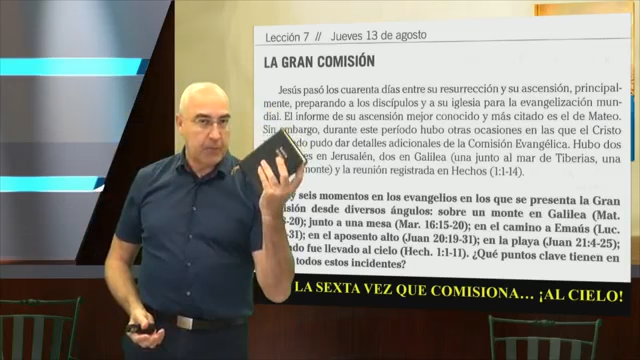 Lección 7 // Jueves 13 de agosto
LA GRAN COMISIÓN
Jesús pasó los cuarenta días entre su resurrección y su ascensión, principal-
mente, preparando a los discípulos y a su iglesia para la evangelización mun-
dial. El informe de su ascensión mejor conocido y más citado es el de Mateo.
Sin embargo, durante este período hubo otras ocasiones en las que el Cristo
pudo dar detalles adicionales de la Comisión Evangélica. Hubo dos
en Jerusalén, dos en Galilea (una junto al mar de Tiberias, una
monte) y la reunión registrada en Hechos (1:1-14).
seis momentos en los evangelios en los que se presenta la Gran
desde diversos ángulos: sobre un monte en Galilea (Mat.
junto a una mesa (Mar. 16:15-20); en el camino a Emaús (Luc.
en el aposento alto (Juan 20:19-31); en la playa (Juan 21:4-25);
fue llevado al cielo (Hech. 1:1-11). ¿Qué puntos clave tienen en
todos estos incidentes?
LA SEXTA VEZ QUE COMISIONA... ¡AL CIELO!